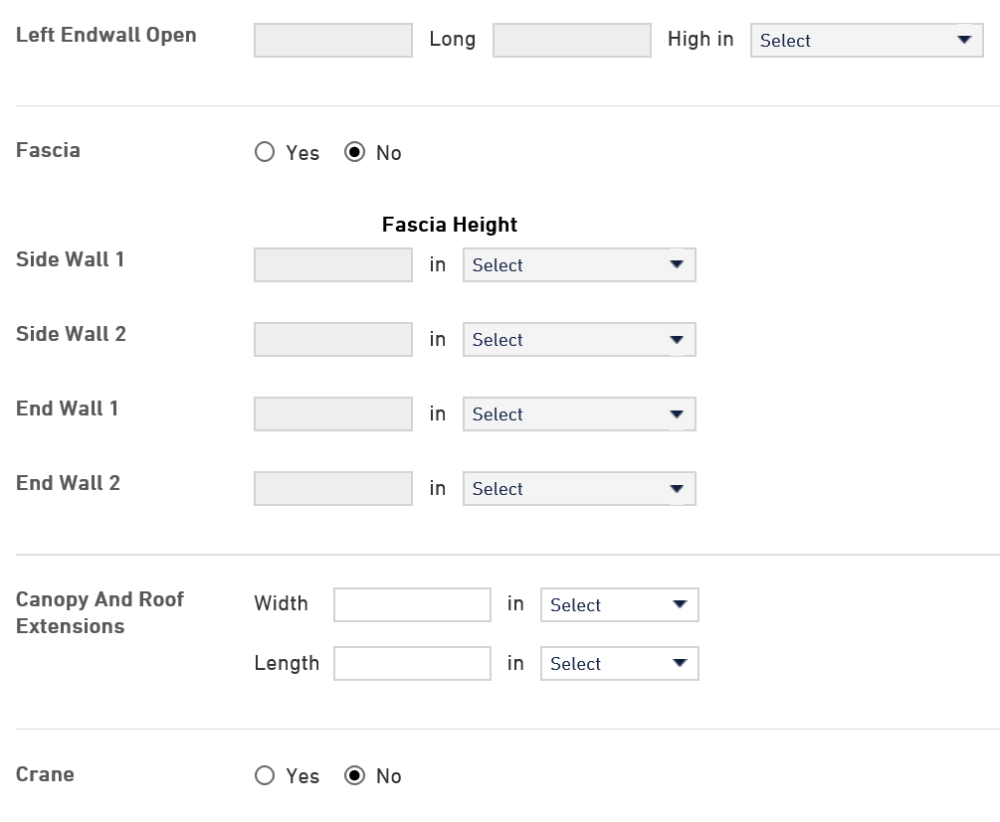 Left Endwall Open Long High in Select
Fascia Yes No
Fascia Height
Side Wall 1 in Select
Side Wall 2 in Select
End Wall 1 in Select
End Wall 2 in Select
Canopy And Roof Width in Select
Extensions
Length in Select
Crane Yes No